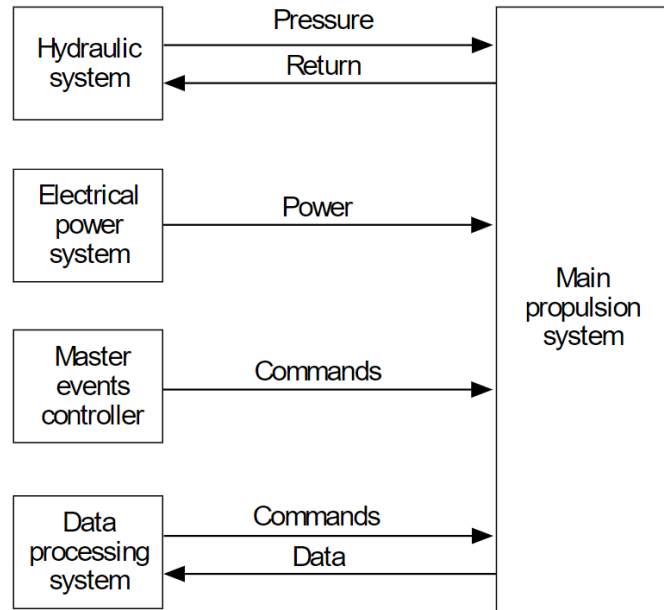 Hydraulic
system
Pressure
Return
Electrical
power
system
Power
Master
events
controller
Commands
Data
processing
system
Commands
Data
Main
propulsion
system